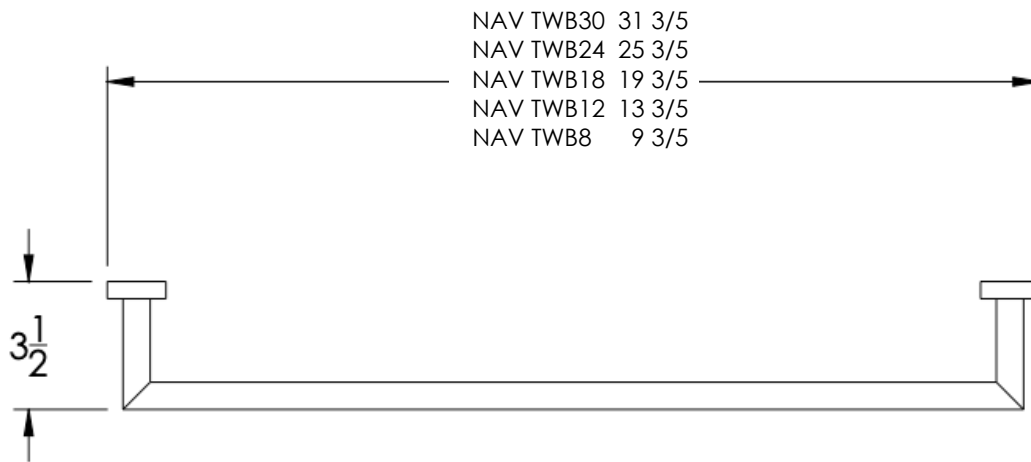 NAV TWB30 31 3/5
NAV TWB24 25 3/5
NAV TWB18 19 3/5
NAV TWB12 13 3/5
NAV TWB8 9 3/5
3 1/2